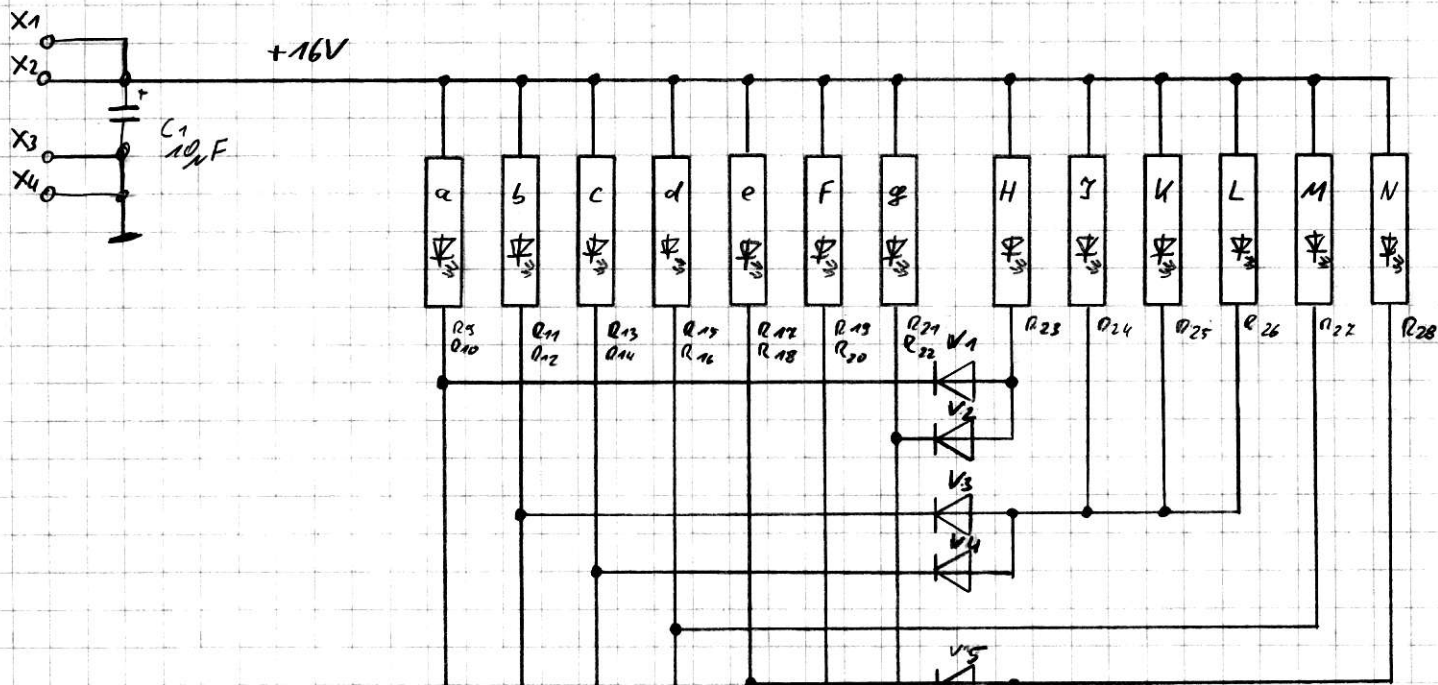 X1
+16V
X2
+
C1
10µF
X3
X4
a b c d e F g H J K L M N
R9 R11 R13 R15 R17 R19 R21 R23 R24 R25 R26 R27 R28
R10 R12 R14 R16 R18 R20 R22
V1
V2
V3
V4
V5